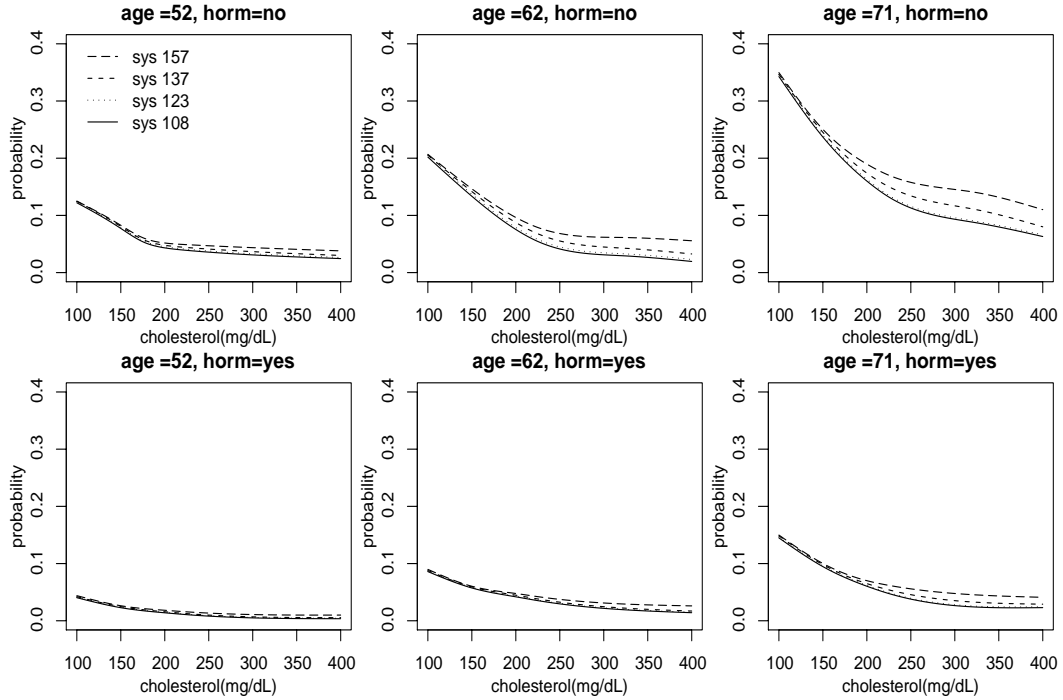 age =52, horm=no
0.4
0.3
0.2
0.1
0.0
probability
sys 157
sys 137
sys 123
sys 108
100 150 200 250 300 350 400
cholesterol(mg/dL)
age =62, horm=no
0.4
0.3
0.2
0.1
0.0
probability
100 150 200 250 300 350 400
cholesterol(mg/dL)
age =71, horm=no
0.4
0.3
0.2
0.1
0.0
probability
100 150 200 250 300 350 400
cholesterol(mg/dL)
age =52, horm=yes
0.4
0.3
0.2
0.1
0.0
probability
100 150 200 250 300 350 400
cholesterol(mg/dL)
age =62, horm=yes
0.4
0.3
0.2
0.1
0.0
probability
100 150 200 250 300 350 400
cholesterol(mg/dL)
age =71, horm=yes
0.4
0.3
0.2
0.1
0.0
probability
100 150 200 250 300 350 400
cholesterol(mg/dL)